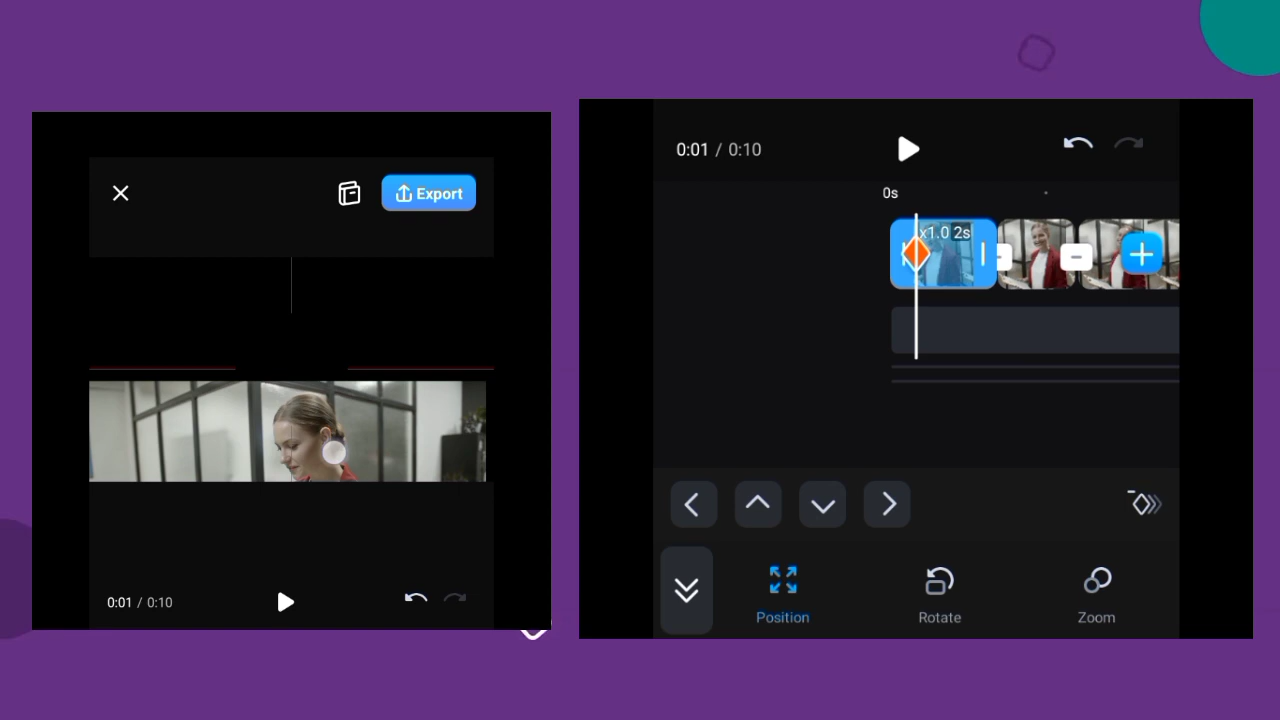 Export
0:01 / 0:10
0:01 / 0:10
0s
x1.0 2s
Position
Rotate
Zoom